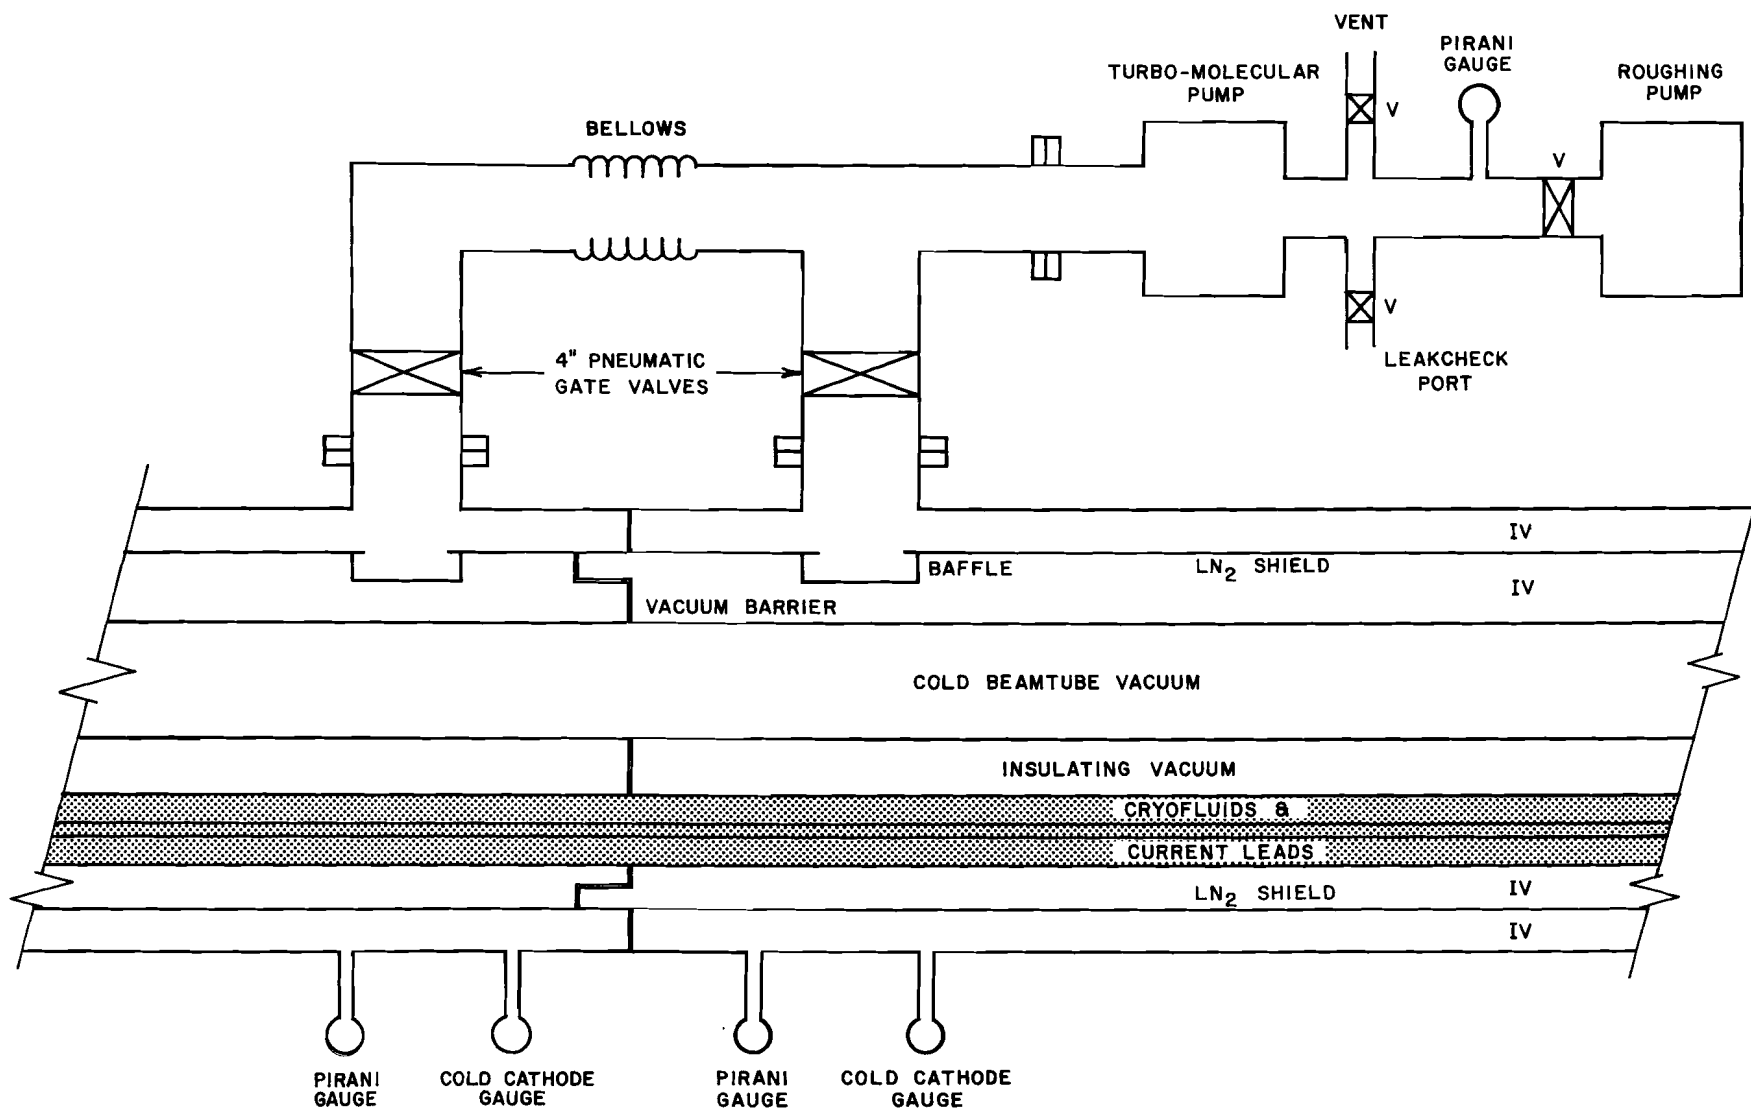 VENT
PIRANI
GAUGE
TURBO-MOLECULAR
PUMP
ROUGHING
PUMP
V
BELLOWS
V
V
LEAKCHECK
PORT
4" PNEUMATIC
GATE VALVES
IV
BAFFLE
LN2 SHIELD
IV
VACUUM BARRIER
COLD BEAMTUBE VACUUM
INSULATING VACUUM
CRYOFLUIDS &
CURRENT LEADS
LN2 SHIELD
IV
IV
PIRANI
GAUGE
COLD CATHODE
GAUGE
PIRANI
GAUGE
COLD CATHODE
GAUGE